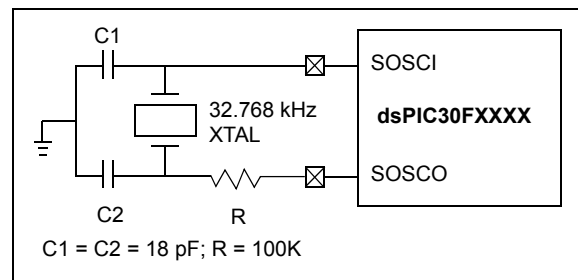 C1
SOSCI
32.768 kHz
XTAL
dsPIC30FXXXX
SOSCO
C2
R
C1 = C2 = 18 pF; R = 100K